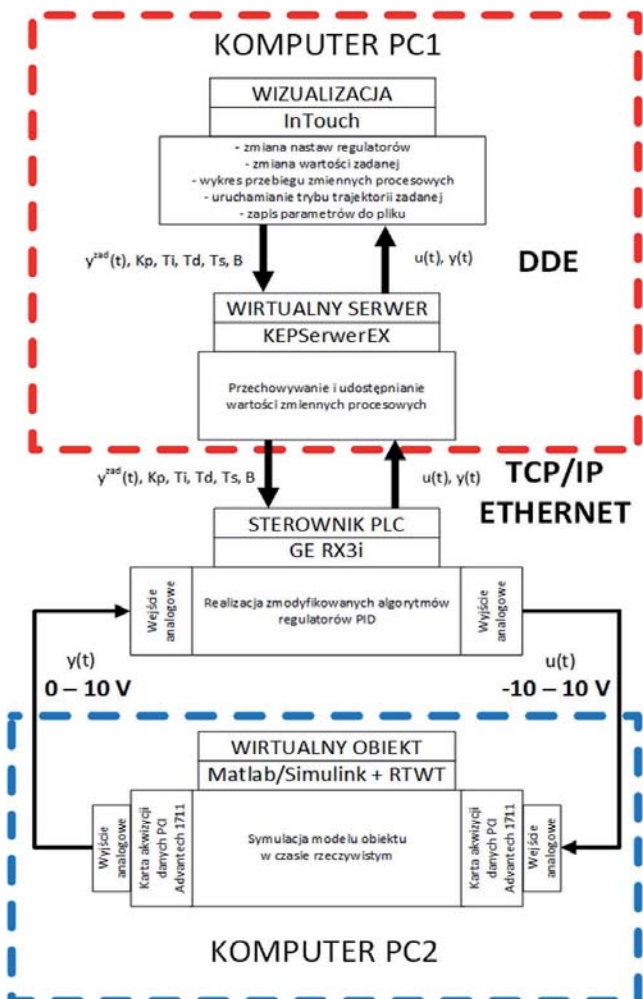 KOMPUTER PC1
WIZUALIZACJA
InTouch
- zmiana nastaw regulatorów
- zmiana wartości zadanej
- wykres przebiegu zmiennych procesowych
- uruchamianie trybu trajektorii zadanej
- zapis parametrów do pliku
y^zad(t), Kp, Ti, Td, Ts, B
u(t), y(t)
DDE
WIRTUALNY SERWER
KEPSerwerEX
Przechowywanie i udostępnianie
wartości zmiennych procesowych
y^zad(t), Kp, Ti, Td, Ts, B
u(t), y(t)
TCP/IP
ETHERNET
STEROWNIK PLC
GE RX3i
Wejście
analogowe
Realizacja zmodyfikowanych algorytmów
regulatorów PID
Wyjście
analogowe
y(t)
0 – 10 V
u(t)
-10 – 10 V
WIRTUALNY OBIEKT
Matlab/Simulink + RTWT
Wyjście
analogowe
Karta akwizycji
danych PCI
Advantech 1711
Symulacja modelu obiektu
w czasie rzeczywistym
Karta akwizycji
danych PCI
Advantech 1711
Wejście
analogowe
KOMPUTER PC2